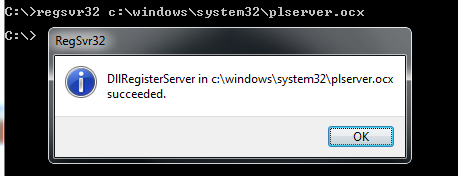 C:\>regsvr32 c:\windows\system32\plserver.ocx
C:\>
RegSvr32
DllRegisterServer in c:\windows\system32\plserver.ocx
succeeded.
OK